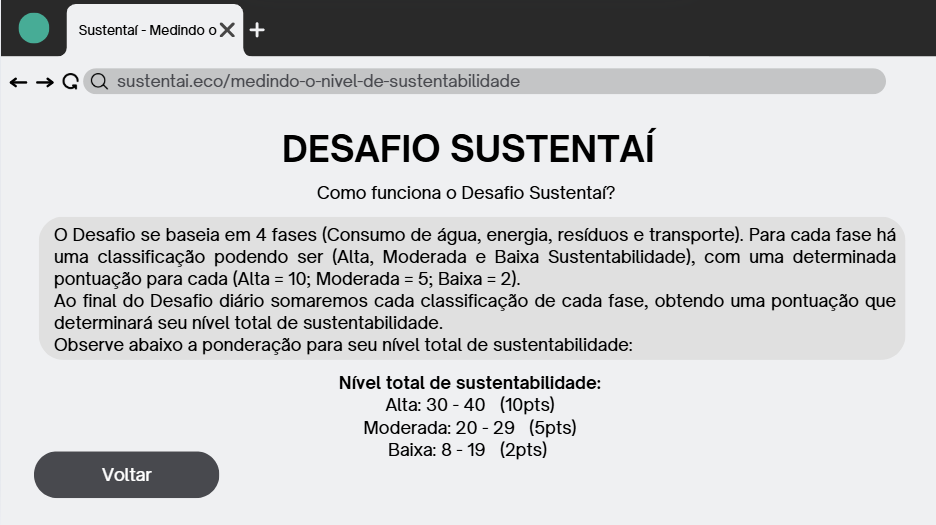 Sustentaí - Medindo o
sustentai.eco/medindo-o-nivel-de-sustentabilidade
DESAFIO SUSTENTAÍ
Como funciona o Desafio Sustentaí?
O Desafio se baseia em 4 fases (Consumo de água, energia, resíduos e transporte). Para cada fase há
uma classificação podendo ser (Alta, Moderada e Baixa Sustentabilidade), com uma determinada
pontuação para cada (Alta = 10; Moderada = 5; Baixa = 2).
Ao final do Desafio diário somaremos cada classificação de cada fase, obtendo uma pontuação que
determinará seu nível total de sustentabilidade.
Observe abaixo a ponderação para seu nível total de sustentabilidade:
Nível total de sustentabilidade:
Alta: 30 - 40 (10pts)
Moderada: 20 - 29 (5pts)
Baixa: 8 - 19 (2pts)
Voltar